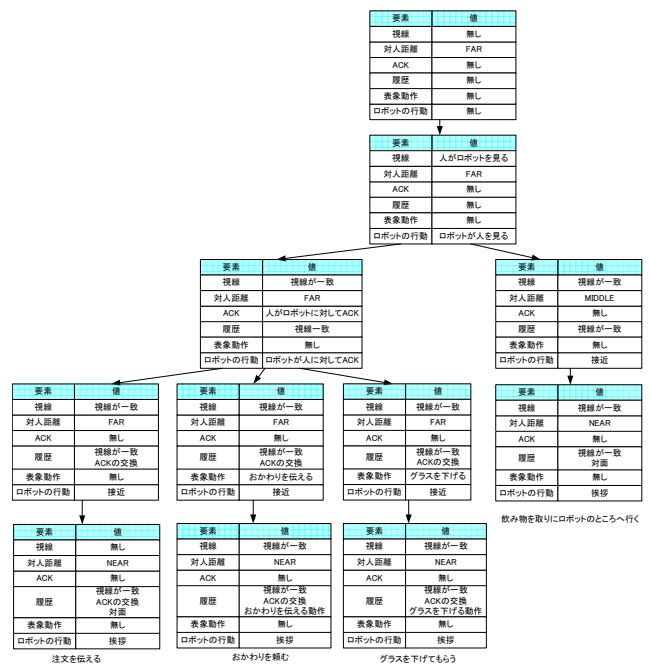 要素 値
視線 無し
対人距離 FAR
ACK 無し
履歴 無し
表象動作 無し
ロボットの行動 無し
要素 値
視線 人がロボットを見る
対人距離 FAR
ACK 無し
履歴 無し
表象動作 無し
ロボットの行動 ロボットが人を見る
要素 値
視線 視線が一致
対人距離 FAR
ACK 人がロボットに対してACK
履歴 視線一致
表象動作 無し
ロボットの行動 ロボットが人に対してACK
要素 値
視線 視線が一致
対人距離 MIDDLE
ACK 無し
履歴 視線が一致
表象動作 無し
ロボットの行動 接近
要素 値
視線 視線が一致
対人距離 FAR
ACK 無し
履歴 視線が一致
ACKの交換
表象動作 無し
ロボットの行動 接近
要素 値
視線 視線が一致
対人距離 FAR
ACK 無し
履歴 視線が一致
ACKの交換
表象動作 おかわりを伝える
ロボットの行動 接近
要素 値
視線 視線が一致
対人距離 FAR
ACK 無し
履歴 視線が一致
ACKの交換
表象動作 グラスを下げる
ロボットの行動 接近
要素 値
視線 視線が一致
対人距離 NEAR
ACK 無し
履歴 視線が一致
対面
表象動作 無し
ロボットの行動 挨拶
飲み物を取りにロボットのところへ行く
要素 値
視線 無し
対人距離 NEAR
ACK 無し
履歴 視線が一致
ACKの交換
対面
表象動作 無し
ロボットの行動 挨拶
注文を伝える
要素 値
視線 視線が一致
対人距離 NEAR
ACK 無し
履歴 視線が一致
ACKの交換
おかわりを伝える動作
表象動作 無し
ロボットの行動 挨拶
おかわりを頼む
要素 値
視線 視線が一致
対人距離 NEAR
ACK 無し
履歴 視線が一致
ACKの交換
グラスを下げる動作
表象動作 無し
ロボットの行動 挨拶
グラスを下げてもらう